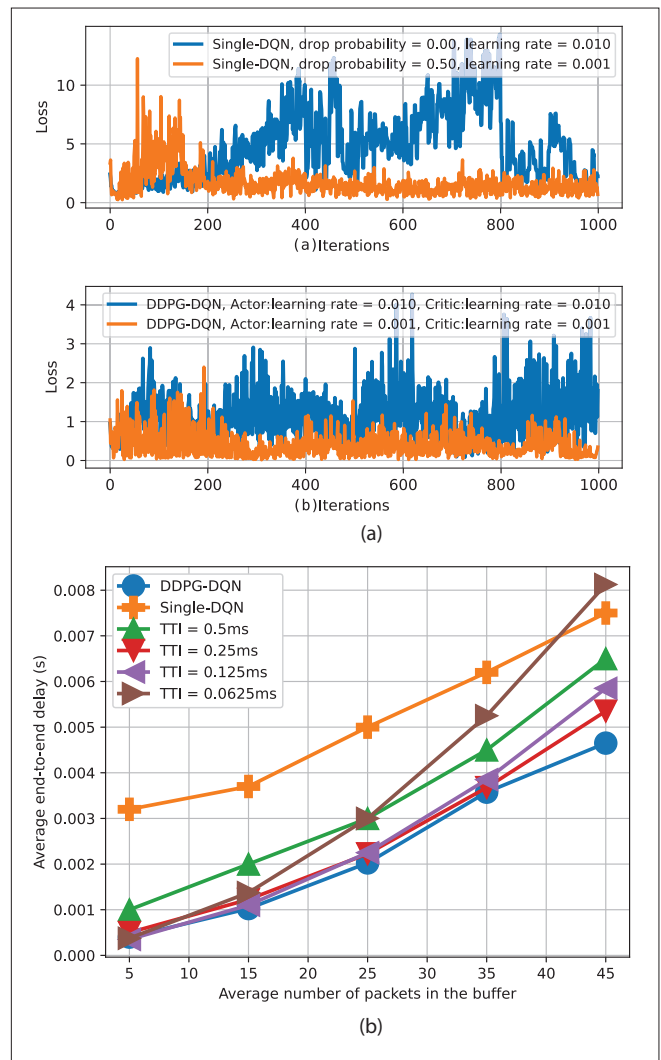 Single-DQN, drop probability = 0.00, learning rate = 0.010
Single-DQN, drop probability = 0.50, learning rate = 0.001
10
5
0
Loss
0 200 400 600 800 1000
(a)Iterations
DDPG-DQN, Actor:learning rate = 0.010, Critic:learning rate = 0.010
DDPG-DQN, Actor:learning rate = 0.001, Critic:learning rate = 0.001
4
3
2
1
0
Loss
0 200 400 600 800 1000
(b)Iterations
(a)
DDPG-DQN
Single-DQN
TTI = 0.5ms
TTI = 0.25ms
TTI = 0.125ms
TTI = 0.0625ms
0.008
0.007
0.006
0.005
0.004
0.003
0.002
0.001
0.000
Average end-to-end delay (s)
5 10 15 20 25 30 35 40 45
Average number of packets in the buffer
(b)